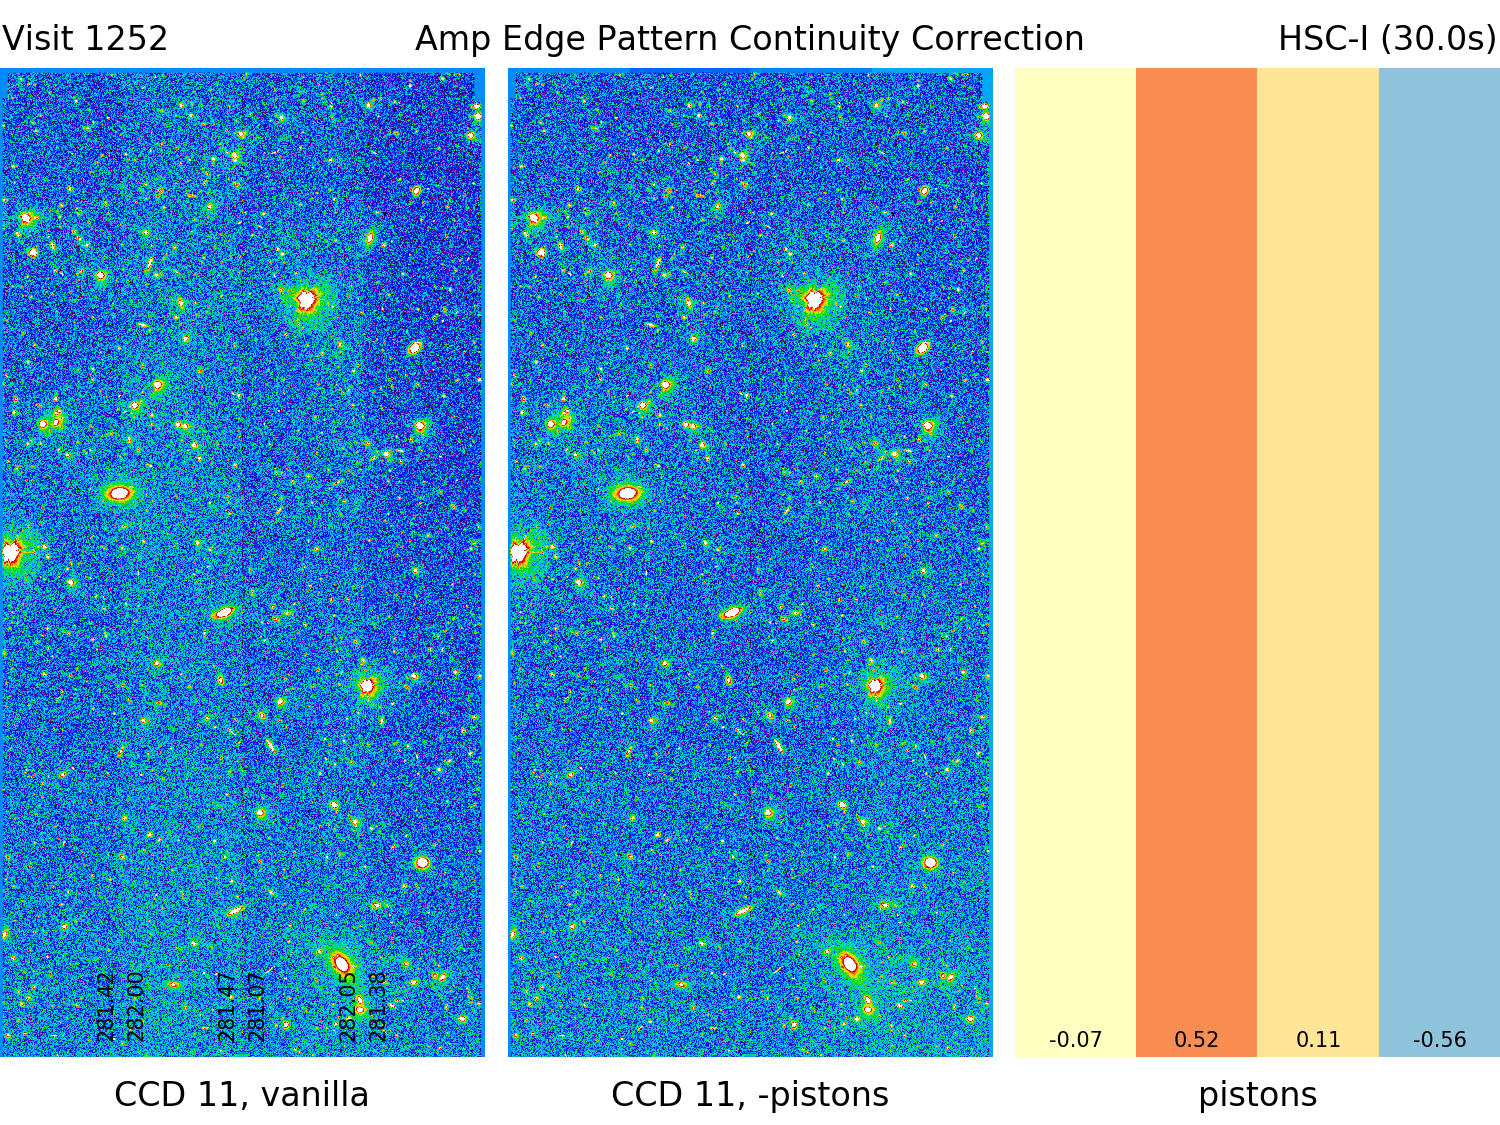 Visit 1252
Amp Edge Pattern Continuity Correction
HSC-I (30.0s)
281.42
282.00
281.47
281.07
282.05
281.38
-0.07
0.52
0.11
-0.56
CCD 11, vanilla
CCD 11, -pistons
pistons